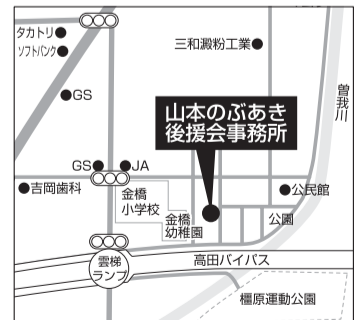 タカトリ
ソフトバンク
三和澱粉工業
曽我川
GS
山本のぶあき
後援会事務所
GS
JA
吉岡歯科
金橋
小学校
金橋
幼稚園
公民館
公園
雲梯
ランプ
高田バイパス
橿原運動公園